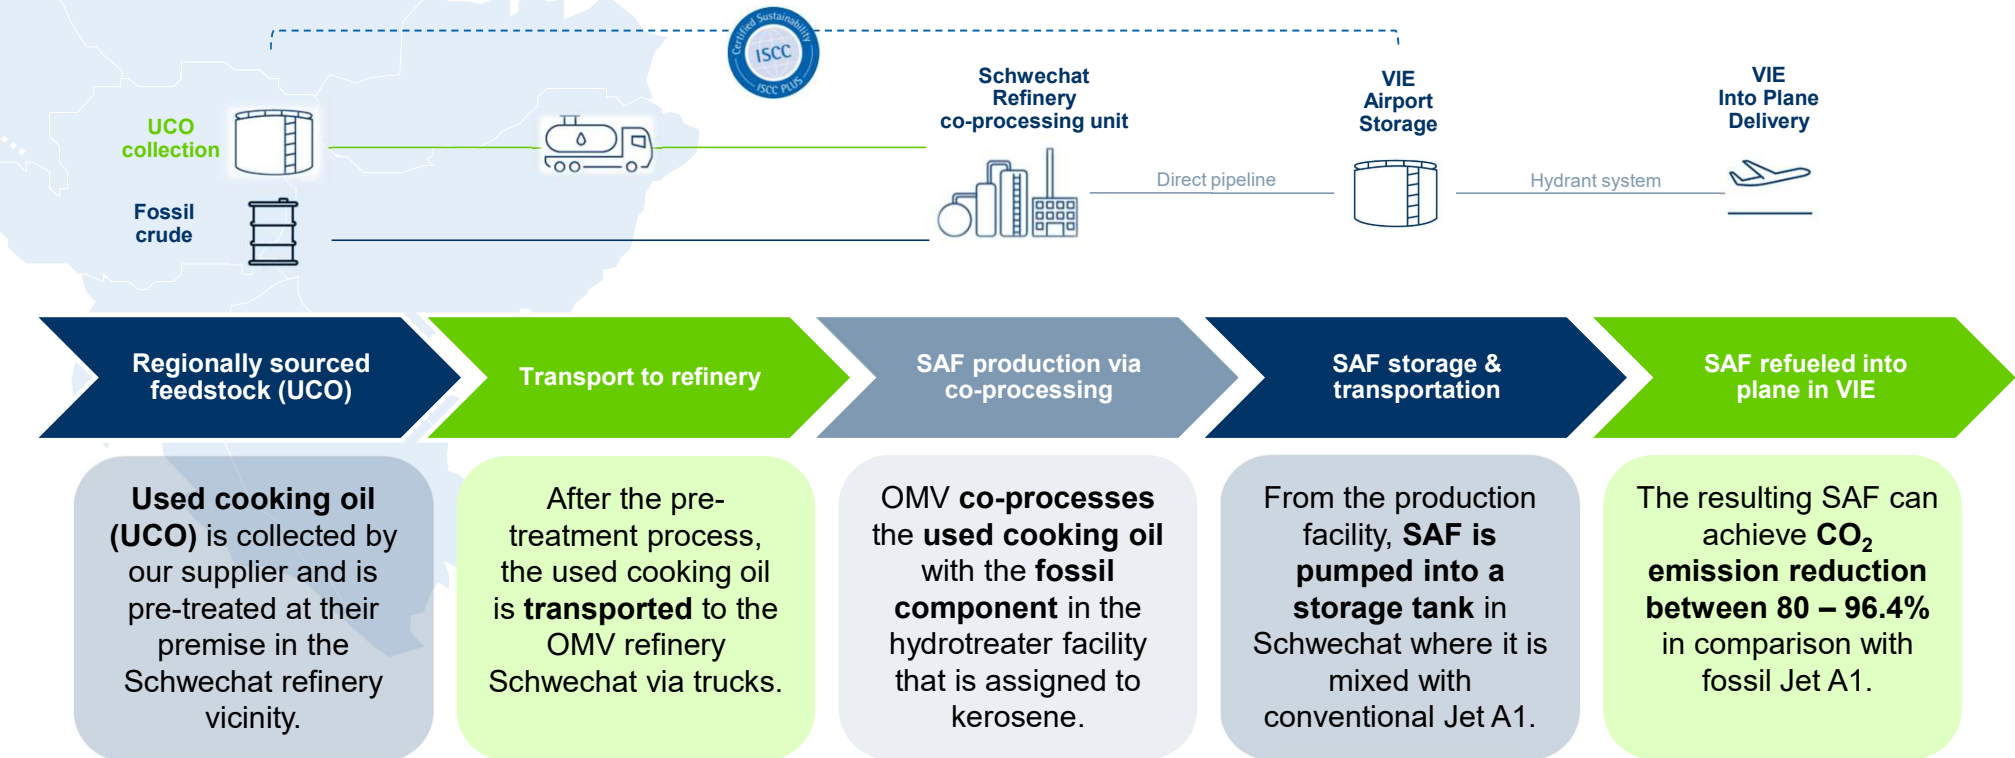 Certified Sustainability
ISCC
ISCC PLUS
Schwechat
Refinery
co-processing unit
VIE
Airport
Storage
VIE
Into Plane
Delivery
UCO
collection
Direct pipeline
Hydrant system
Fossil
crude
Regionally sourced
feedstock (UCO)
Transport to refinery
SAF production via
co-processing
SAF storage &
transportation
SAF refueled into
plane in VIE
Used cooking oil
(UCO) is collected by
our supplier and is
pre-treated at their
premise in the
Schwechat refinery
vicinity.
After the pre-
treatment process,
the used cooking oil
is transported to the
OMV refinery
Schwechat via trucks.
OMV co-processes
the used cooking oil
with the fossil
component in the
hydrotreater facility
that is assigned to
kerosene.
From the production
facility, SAF is
pumped into a
storage tank in
Schwechat where it is
mixed with
conventional Jet A1.
The resulting SAF can
achieve CO₂
emission reduction
between 80 – 96.4%
in comparison with
fossil Jet A1.